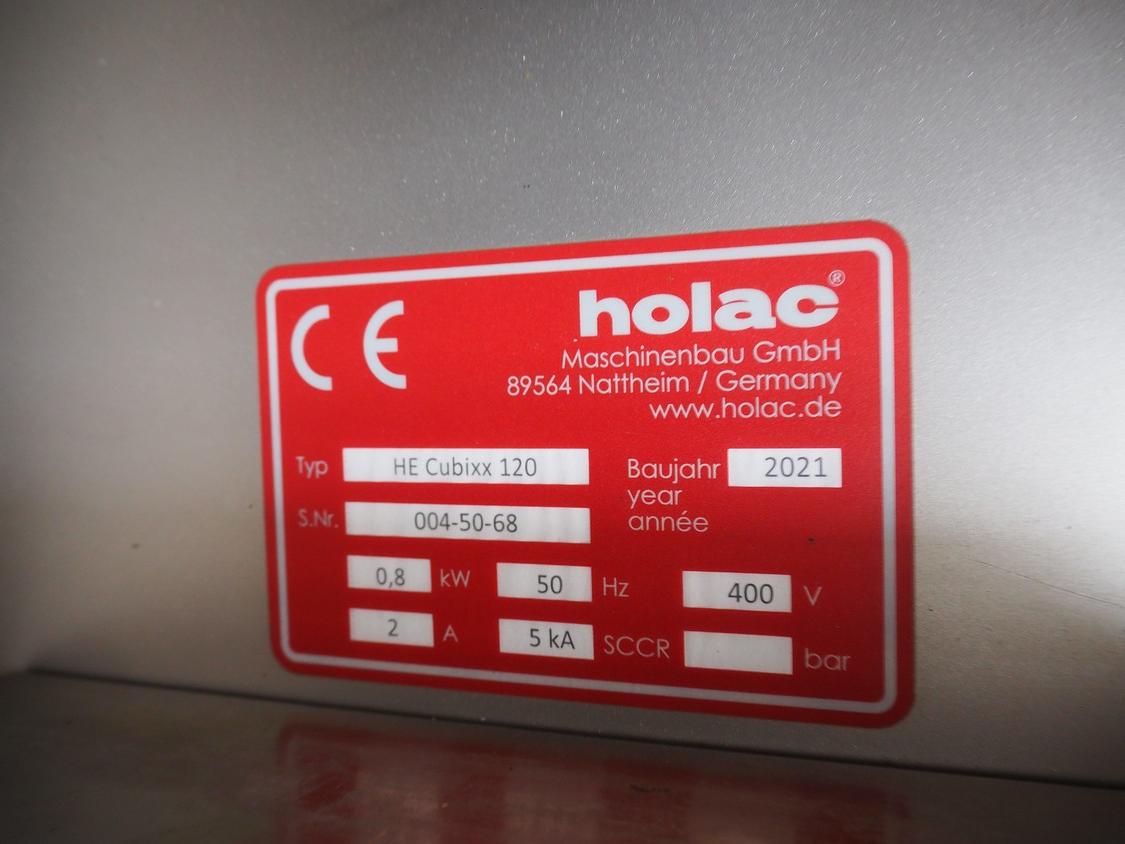 CE
holac®
Maschinenbau GmbH
89564 Nattheim / Germany
www.holac.de
Typ HE Cubixx 120 Baujahr 2021
year
S.Nr. 004-50-68 année
0,8 kW 50 Hz 400 V
2 A 5 kA SCCR bar